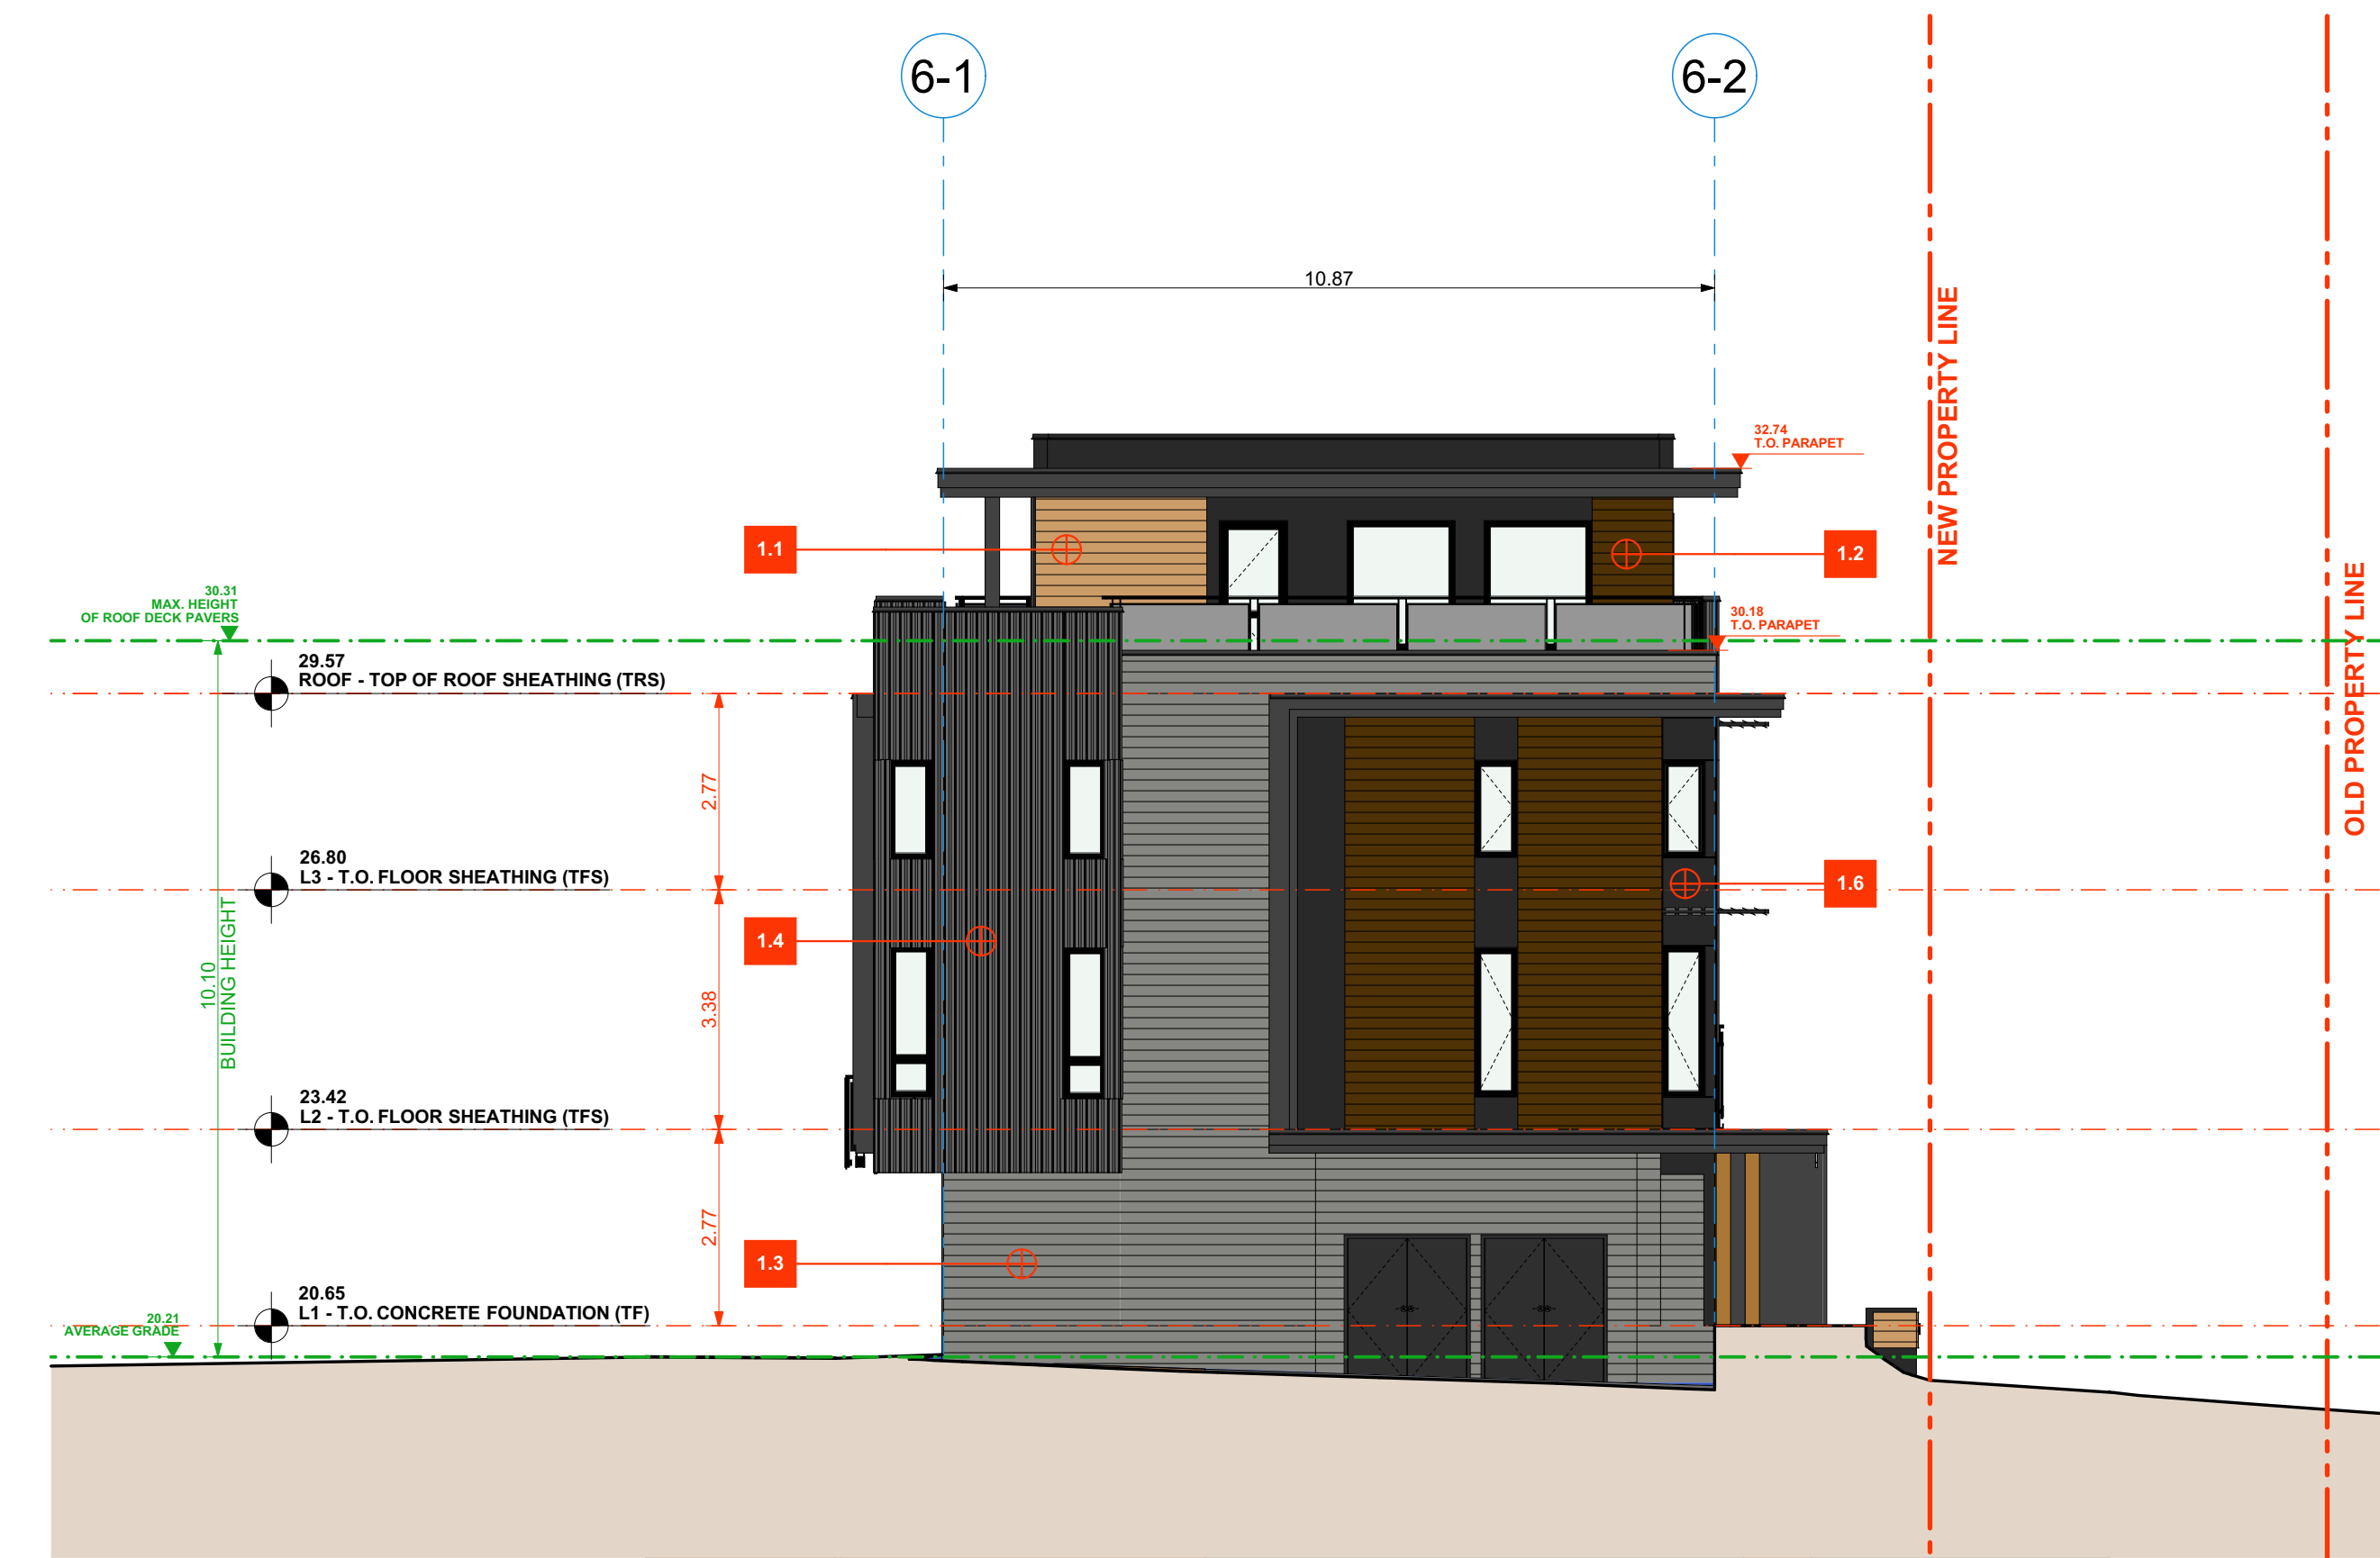 6-1
6-2
10.87
NEW PROPERTY LINE
OLD PROPERTY LINE
32.74
T.O. PARAPET
1.1
1.2
30.31
MAX. HEIGHT
OF ROOF DECK PAVERS
30.18
T.O. PARAPET
29.57
ROOF - TOP OF ROOF SHEATHING (TRS)
2.77
26.80
L3 - T.O. FLOOR SHEATHING (TFS)
1.6
1.4
10.10
BUILDING HEIGHT
3.38
23.42
L2 - T.O. FLOOR SHEATHING (TFS)
2.77
1.3
20.65
L1 - T.O. CONCRETE FOUNDATION (TF)
20.21
AVERAGE GRADE